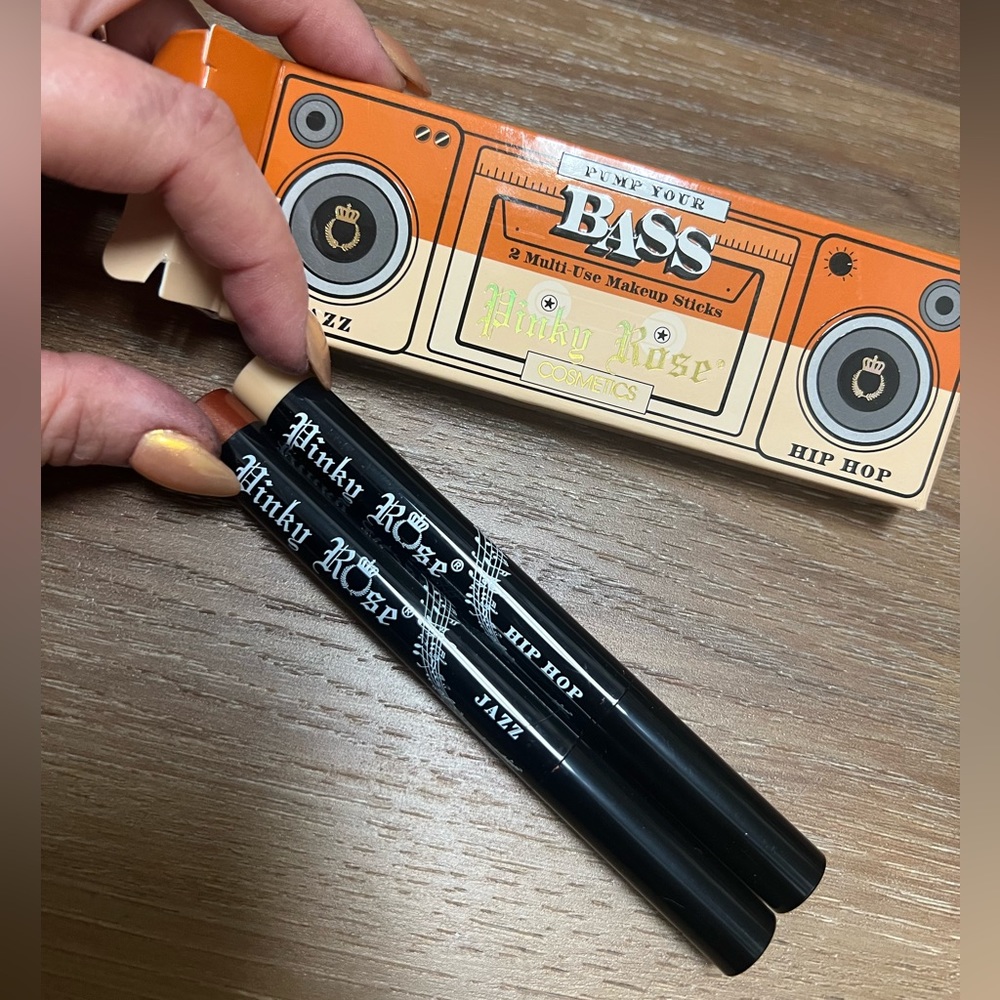 PUMP YOUR
BASS
2 Multi-Use Makeup Sticks
Pinky Rose®
COSMETICS
AZZ
HIP HOP
Pinky Rose®
HIP HOP
Pinky Rose®
JAZZ